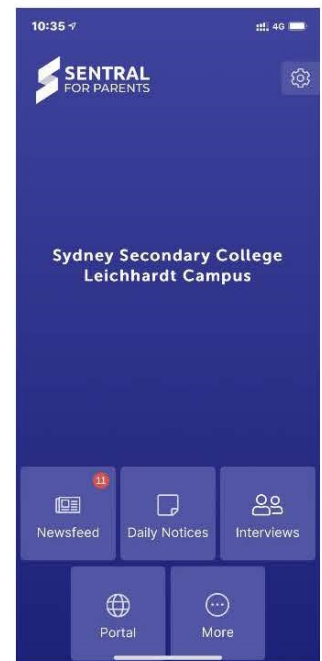 10:35
4G
SENTRAL
FOR PARENTS
Sydney Secondary College
Leichhardt Campus
11
Newsfeed
Daily Notices
Interviews
Portal
More